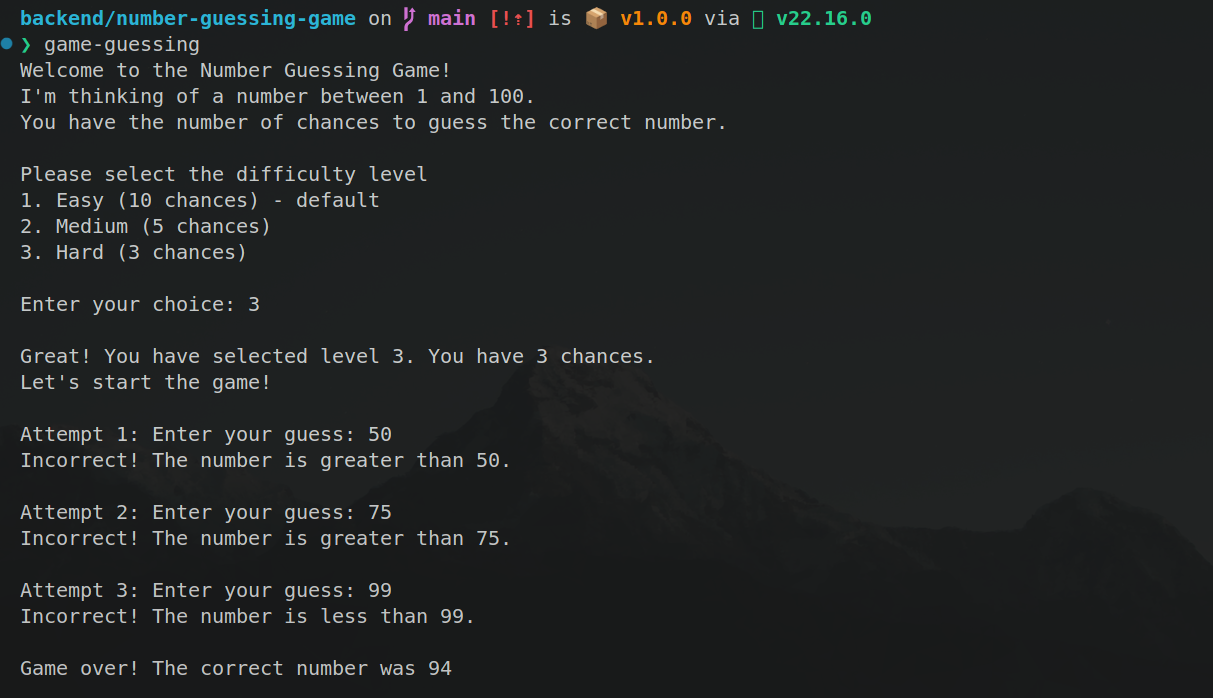 backend/number-guessing-game on main [!⇡] is 📦 v1.0.0 via v22.16.0
❯ game-guessing
Welcome to the Number Guessing Game!
I'm thinking of a number between 1 and 100.
You have the number of chances to guess the correct number.
Please select the difficulty level
1. Easy (10 chances) - default
2. Medium (5 chances)
3. Hard (3 chances)
Enter your choice: 3
Great! You have selected level 3. You have 3 chances.
Let's start the game!
Attempt 1: Enter your guess: 50
Incorrect! The number is greater than 50.
Attempt 2: Enter your guess: 75
Incorrect! The number is greater than 75.
Attempt 3: Enter your guess: 99
Incorrect! The number is less than 99.
Game over! The correct number was 94